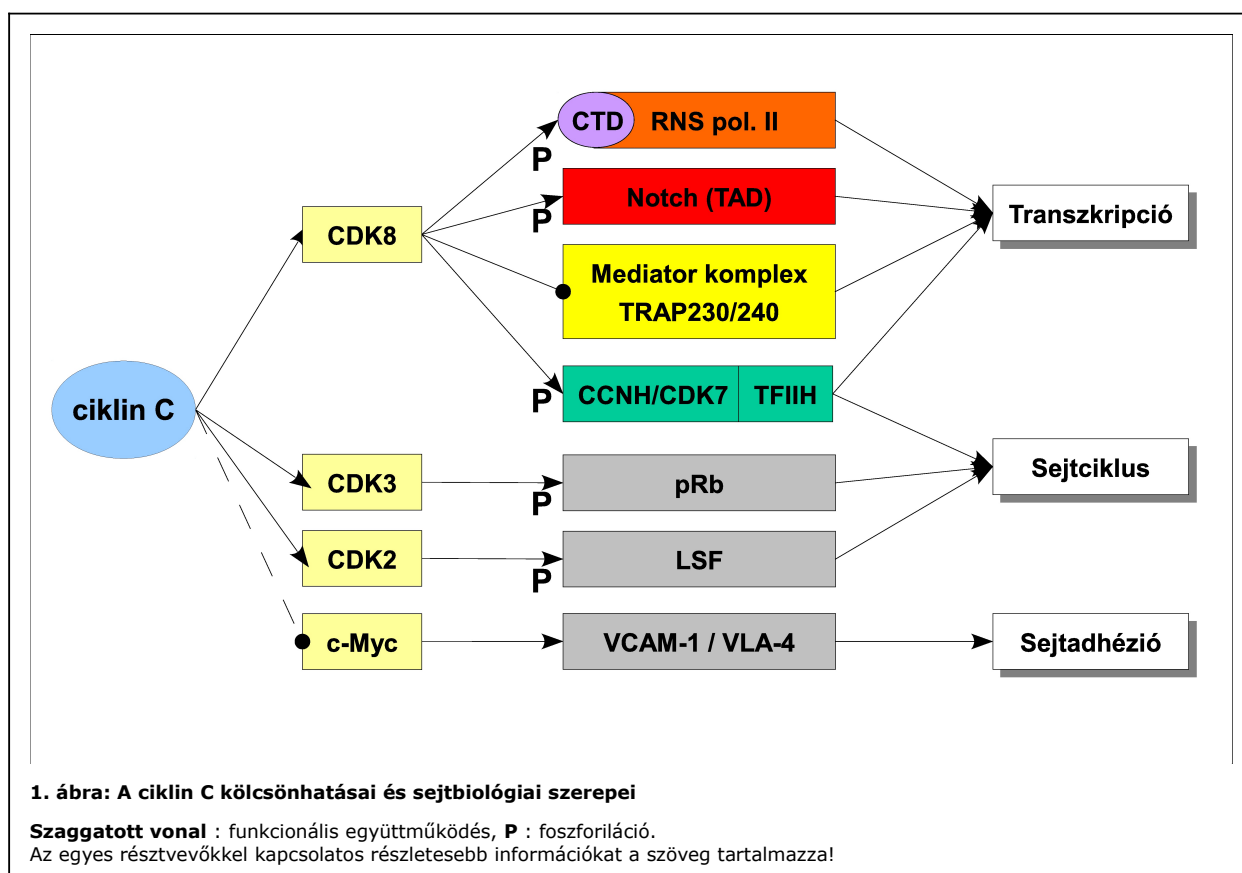 CTD RNS pol. II
P
Notch (TAD)
P
Transzkripció
CDK8
Mediator komplex
TRAP230/240
CCNH/CDK7 TFIIH
P
ciklin C
CDK3
pRb
P
Sejtciklus
CDK2
LSF
P
c-Myc
VCAM-1 / VLA-4
Sejtadhézió
1. ábra: A ciklin C kölcsönhatásai és sejtbiológiai szerepei
Szaggatott vonal : funkcionális együttműködés, P : foszforiláció.
Az egyes résztvevőkkel kapcsolatos részletesebb információkat a szöveg tartalmazza!